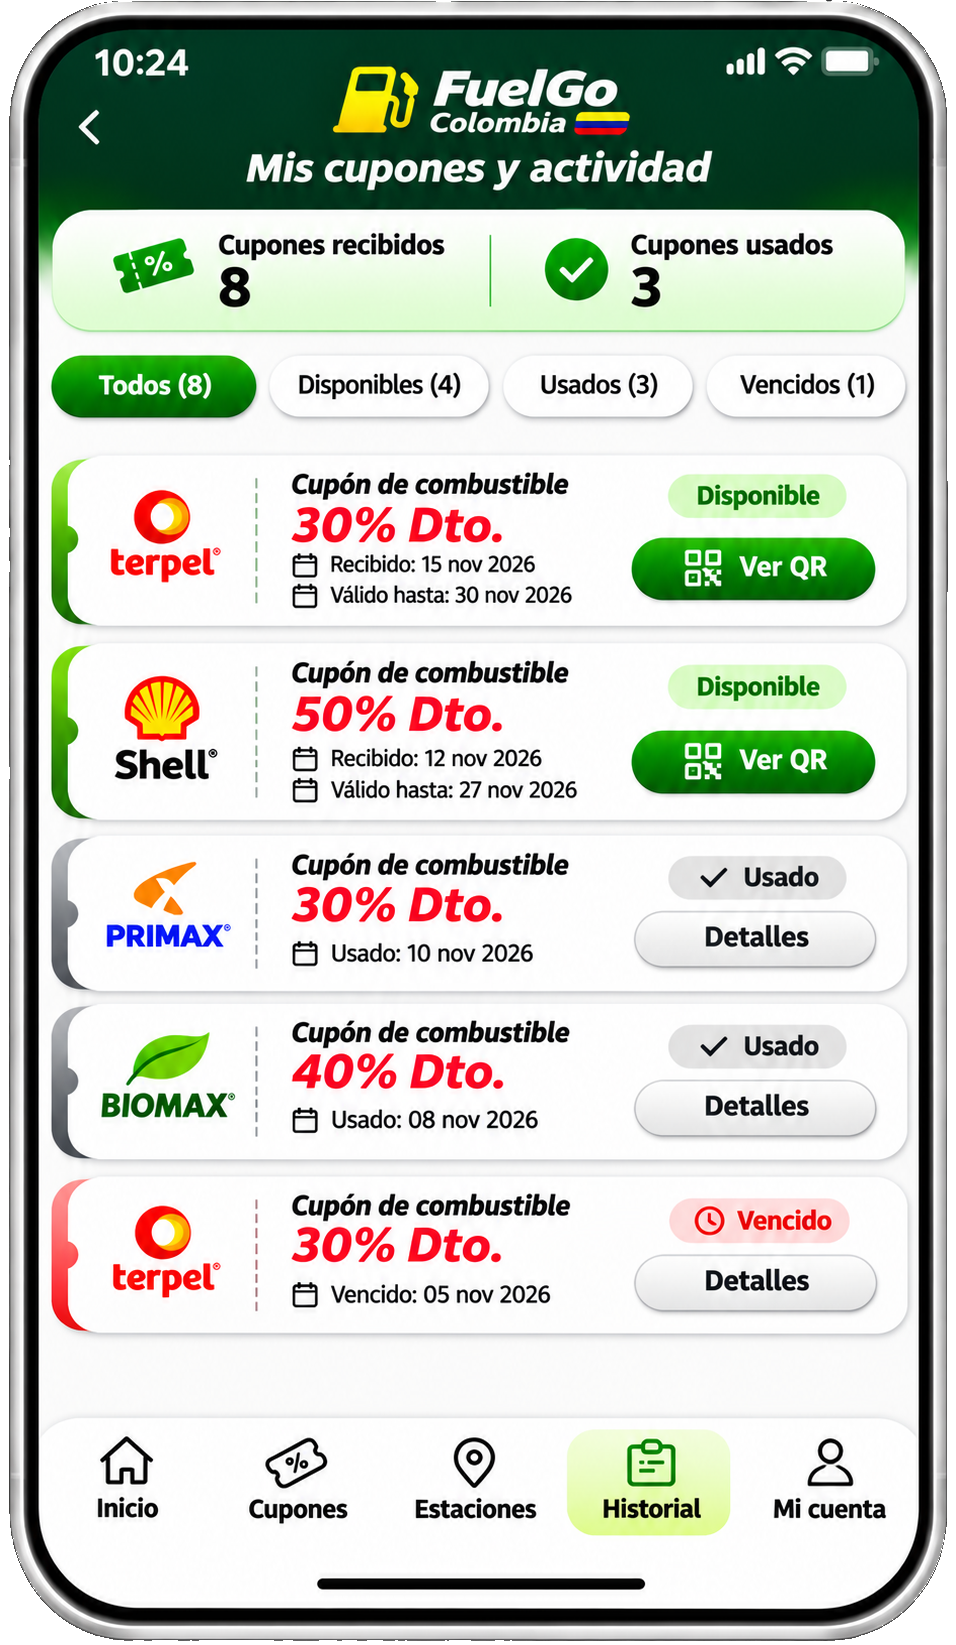 10:24
FuelGo
Colombia
Mis cupones y actividad
Cupones recibidos
8
Cupones usados
3
Todos (8)
Disponibles (4)
Usados (3)
Vencidos (1)
terpel®
Cupón de combustible
30% Dto.
Recibido: 15 nov 2026
Válido hasta: 30 nov 2026
Disponible
Ver QR
Shell®
Cupón de combustible
50% Dto.
Recibido: 12 nov 2026
Válido hasta: 27 nov 2026
Disponible
Ver QR
PRIMAX®
Cupón de combustible
30% Dto.
Usado: 10 nov 2026
Usado
Detalles
BIOMAX®
Cupón de combustible
40% Dto.
Usado: 08 nov 2026
Usado
Detalles
terpel®
Cupón de combustible
30% Dto.
Vencido: 05 nov 2026
Vencido
Detalles
Inicio
Cupones
Estaciones
Historial
Mi cuenta